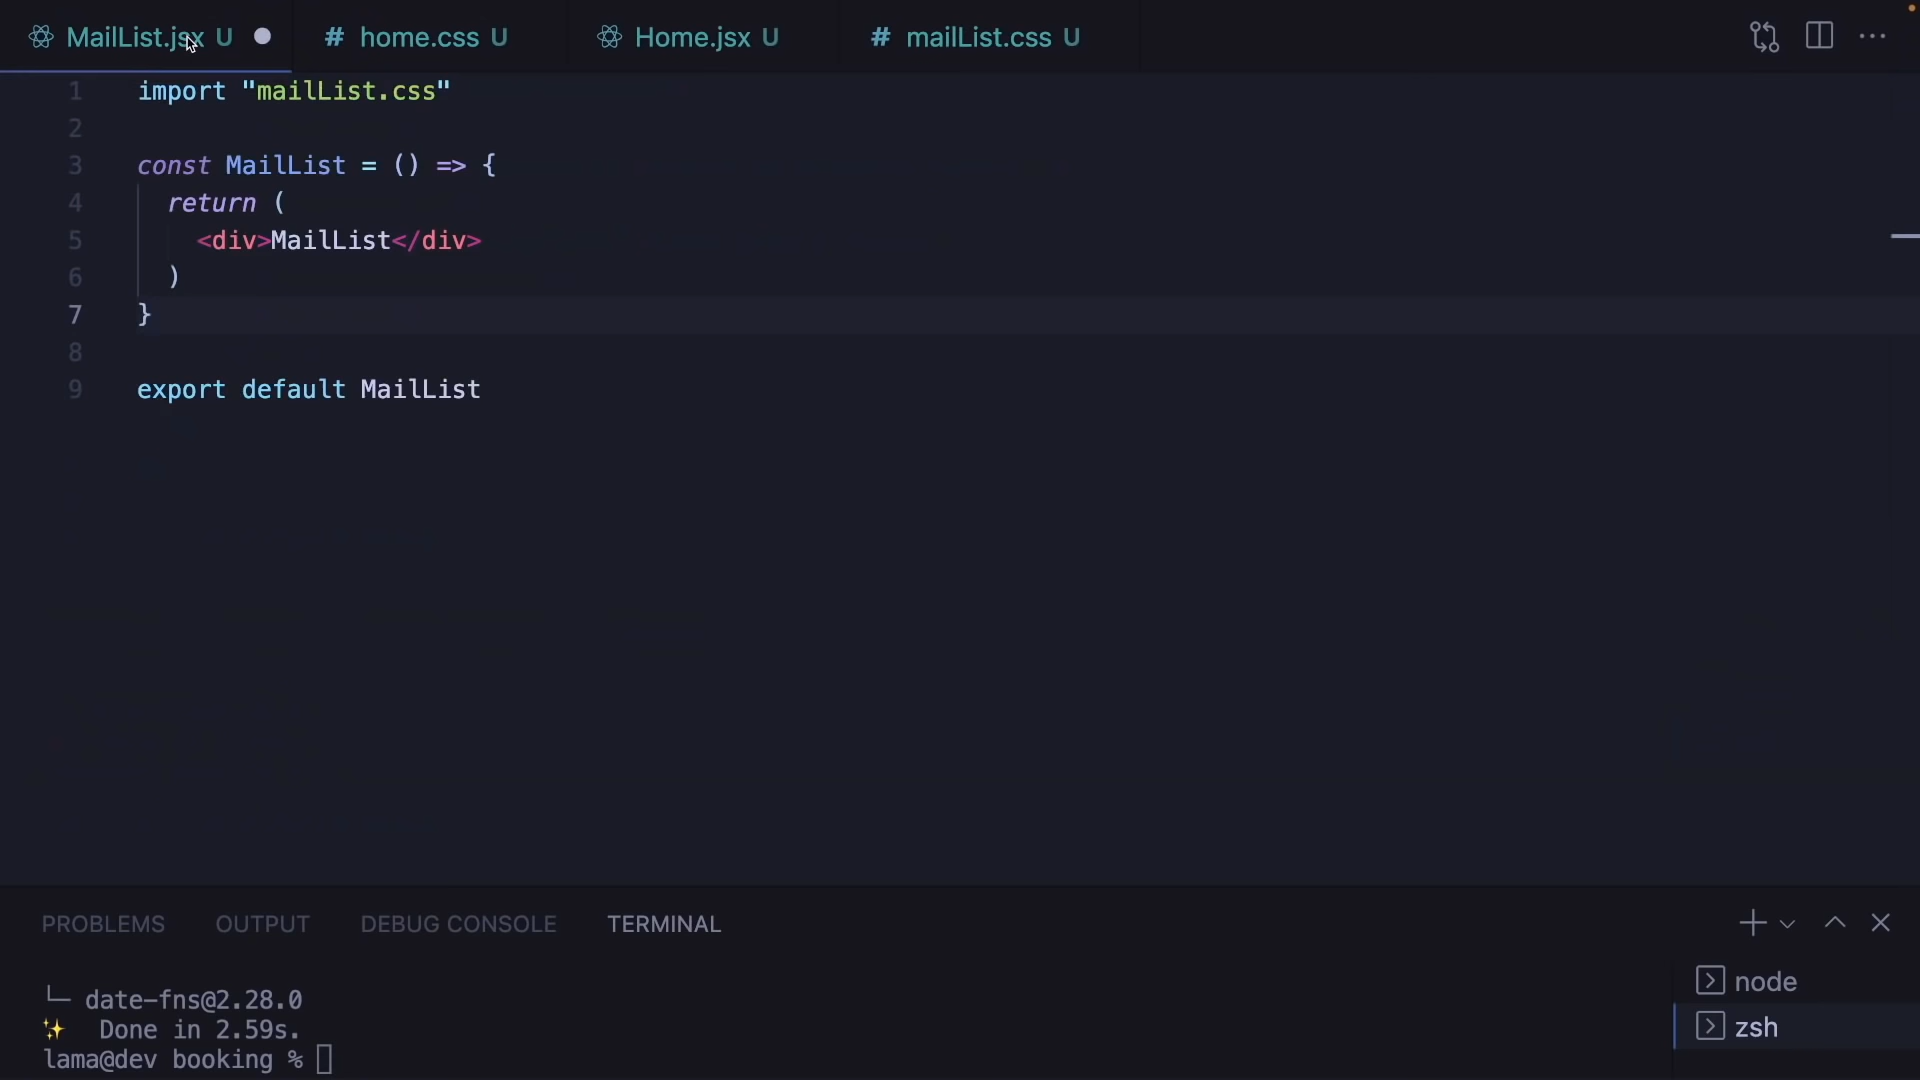 MailList.jsx U # home.css U Home.jsx U # mailList.css U ...
1 import "mailList.css"
2
3 const MailList = () => {
4 return (
5 <div>MailList</div>
6 )
7 }
8
9 export default MailList
PROBLEMS OUTPUT DEBUG CONSOLE TERMINAL
└─ date-fns@2.28.0
✨ Done in 2.59s.
lama@dev booking %
node
zsh